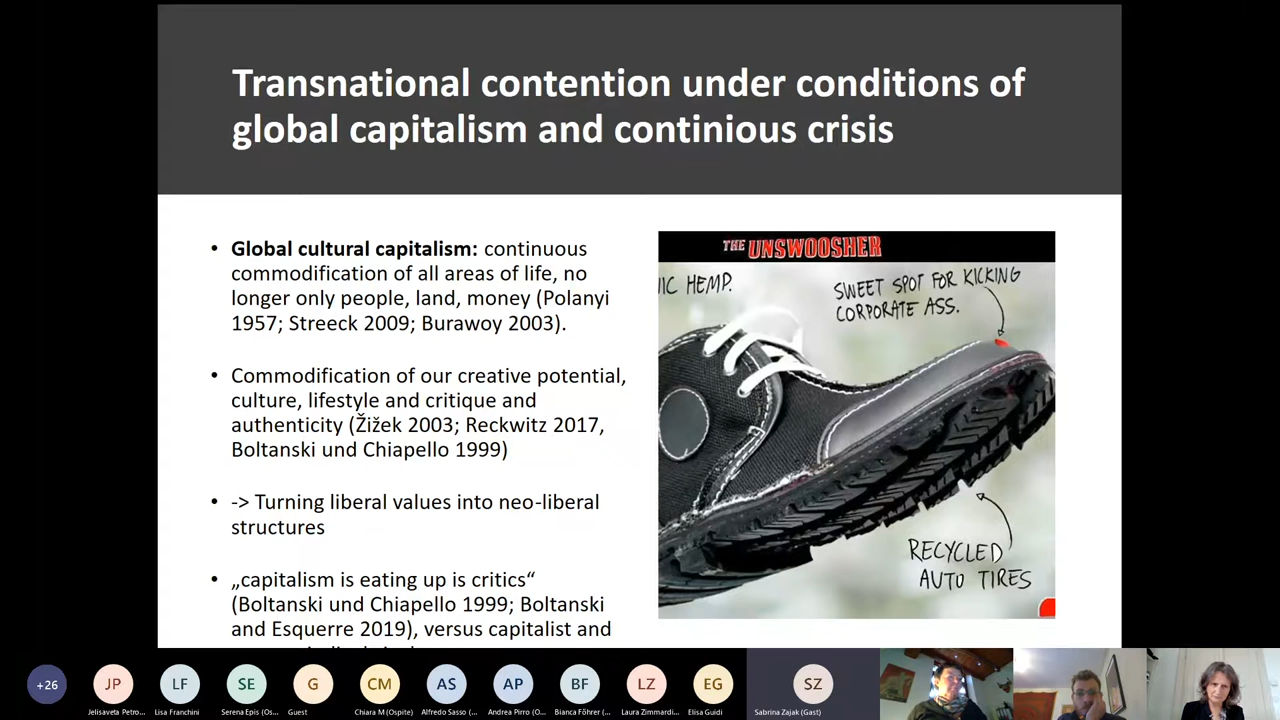 Transnational contention under conditions of
global capitalism and continious crisis
• Global cultural capitalism: continuous
commodification of all areas of life, no
longer only people, land, money (Polanyi
1957; Streeck 2009; Burawoy 2003).
• Commodification of our creative potential,
culture, lifestyle and critique and
authenticity (Žižek 2003; Reckwitz 2017,
Boltanski und Chiapello 1999)
• -> Turning liberal values into neo-liberal
structures
• „capitalism is eating up is critics“
(Boltanski und Chiapello 1999; Boltanski
and Esquerre 2019), versus capitalist and
THE UNSWOOSHER
IC HEMP.
SWEET SPOT FOR KICKING
CORPORATE ASS.
RECYCLED
AUTO TIRES
+26
JP
LF
SE
G
CM
AS
AP
BF
LZ
EG
SZ
Jelisaveta Petro...
Lisa Franchini
Serena Epis (Os...
Guest
Chiara M (Ospite)
Alfredo Sasso (...
Andrea Pirro (O...
Bianca Föhrer (...
Laura Zimmardi...
Elisa Guidi
Sabrina Zajak (Gast)